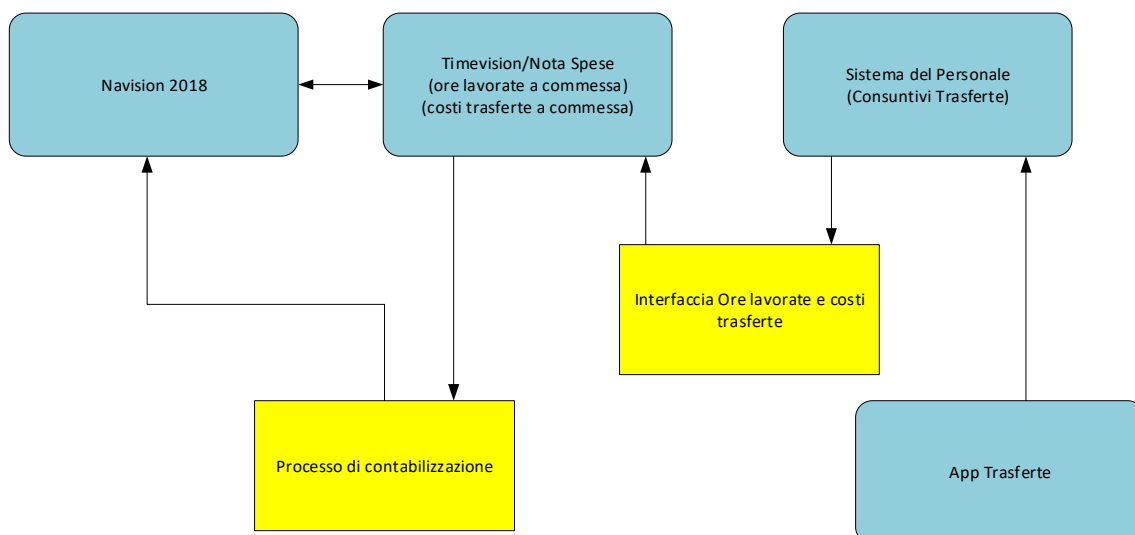 Navision 2018
Timevision/Nota Spese
(ore lavorate a commessa)
(costi trasferte a commessa)
Sistema del Personale
(Consuntivi Trasferte)
Interfaccia Ore lavorate e costi
trasferte
Processo di contabilizzazione
App Trasferte